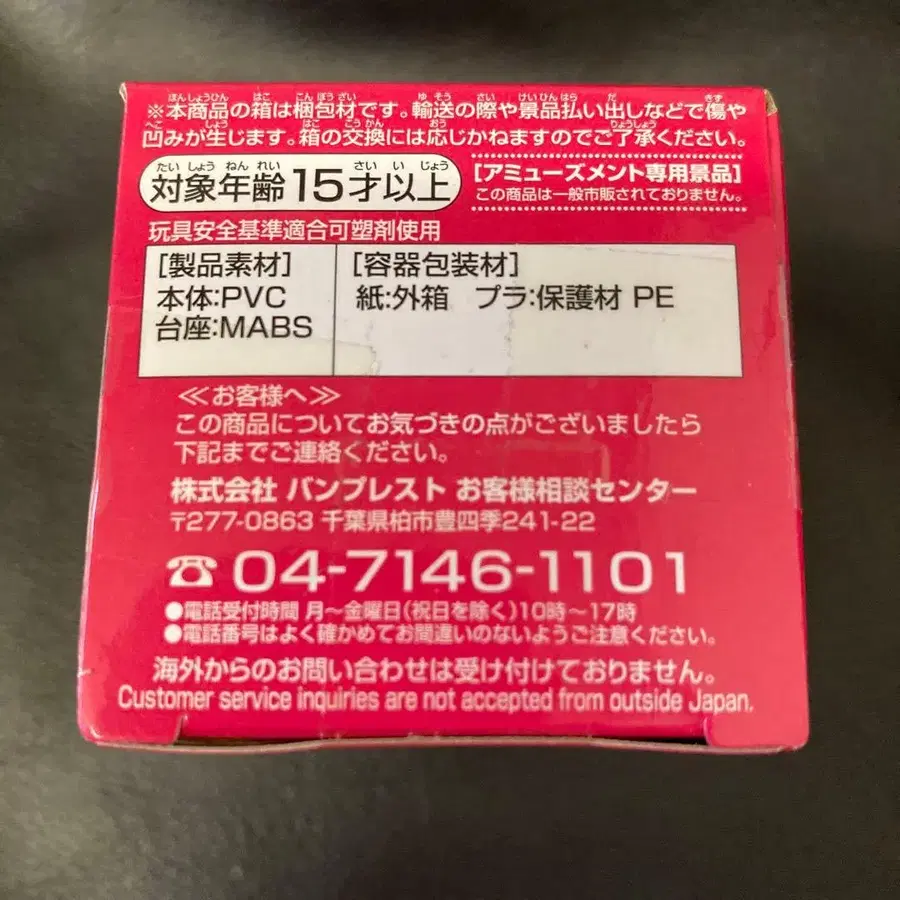 ※本商品の箱は梱包材です。輸送の際や景品払い出しなどで傷や
凹みが生じます。箱の交換には応じかねますのでご了承ください。
対象年齢15才以上
[アミューズメント専用景品]
この商品は一般市販されておりません。
玩具安全基準適合可塑剤使用
[製品素材]
本体:PVC
台座:MABS
[容器包装材]
紙:外箱 プラ:保護材 PE
≪お客様へ≫
この商品についてお気づきの点がございましたら
下記までご連絡ください。
株式会社 バンプレスト お客様相談センター
〒277-0863 千葉県柏市豊四季241-22
☎ 04-7146-1101
●電話受付時間 月〜金曜日(祝日を除く)10時〜17時
●電話番号はよく確かめてお間違いのないようご注意ください。
海外からのお問い合わせは受け付けておりません。
Customer service inquiries are not accepted from outside Japan.